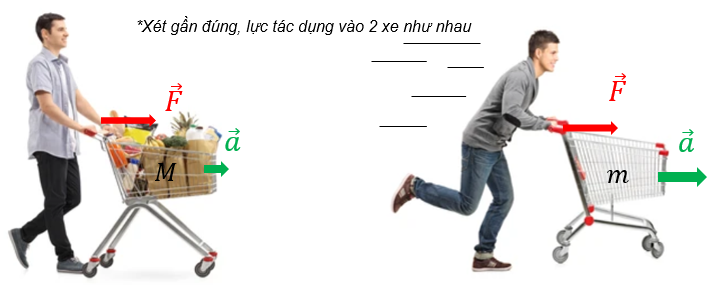 *Xét gần đúng, lực tác dụng vào 2 xe như nhau
F⃗
F⃗
a⃗
a⃗
M
m